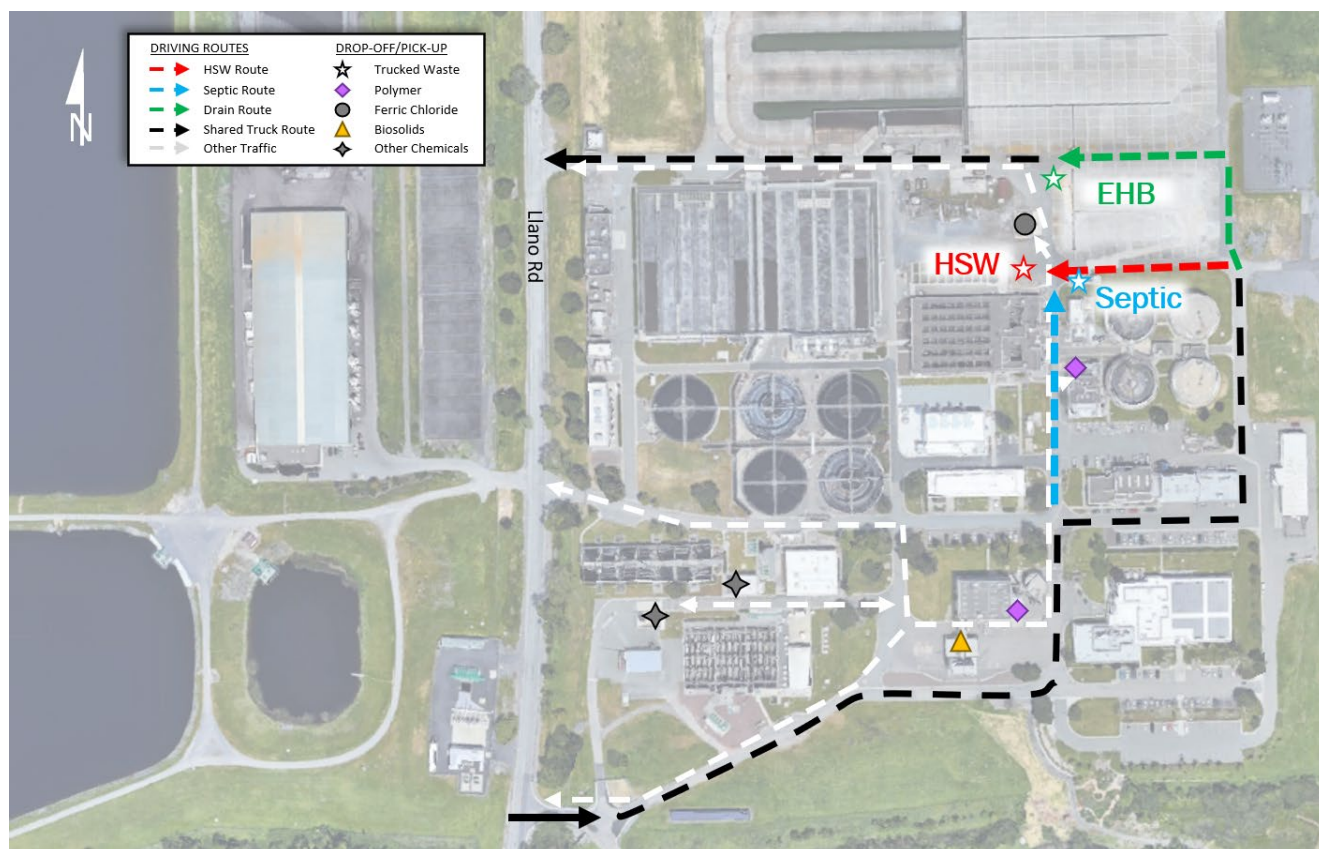 DRIVING ROUTES
HSW Route
Septic Route
Drain Route
Shared Truck Route
Other Traffic
DROP-OFF/PICK-UP
Trucked Waste
Polymer
Ferric Chloride
Biosolids
Other Chemicals
N
Llano Rd
EHB
HSW
Septic